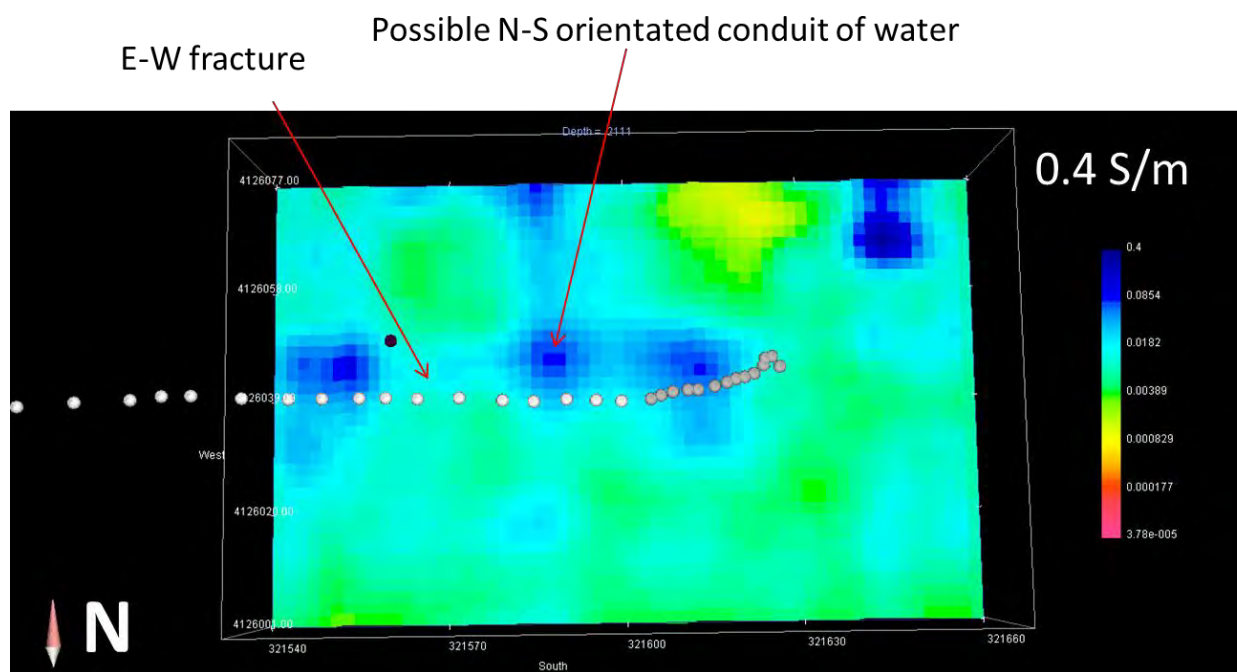 Possible N-S orientated conduit of water
E-W fracture
Depth = 2111
0.4 S/m
4126077.00
4126058.00
4126039.00
4126020.00
4126001.00
West
0.4
0.0854
0.0182
0.00389
0.000829
0.000177
3.78e-005
N
321540
321570
321600
321630
321660
South